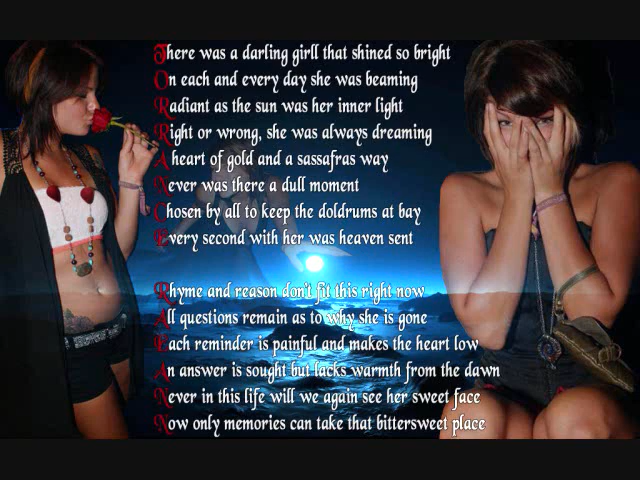 There was a darling girll that shined so bright
On each and every day she was beaming
Radiant as the sun was her inner light
Right or wrong, she was always dreaming
A heart of gold and a sassafras way
Never was there a dull moment
Chosen by all to keep the doldrums at bay
Every second with her was heaven sent
Rhyme and reason don't fit this right now
All questions remain as to why she is gone
Each reminder is painful and makes the heart low
An answer is sought but lacks warmth from the dawn
Never in this life will we again see her sweet face
Now only memories can take that bittersweet place